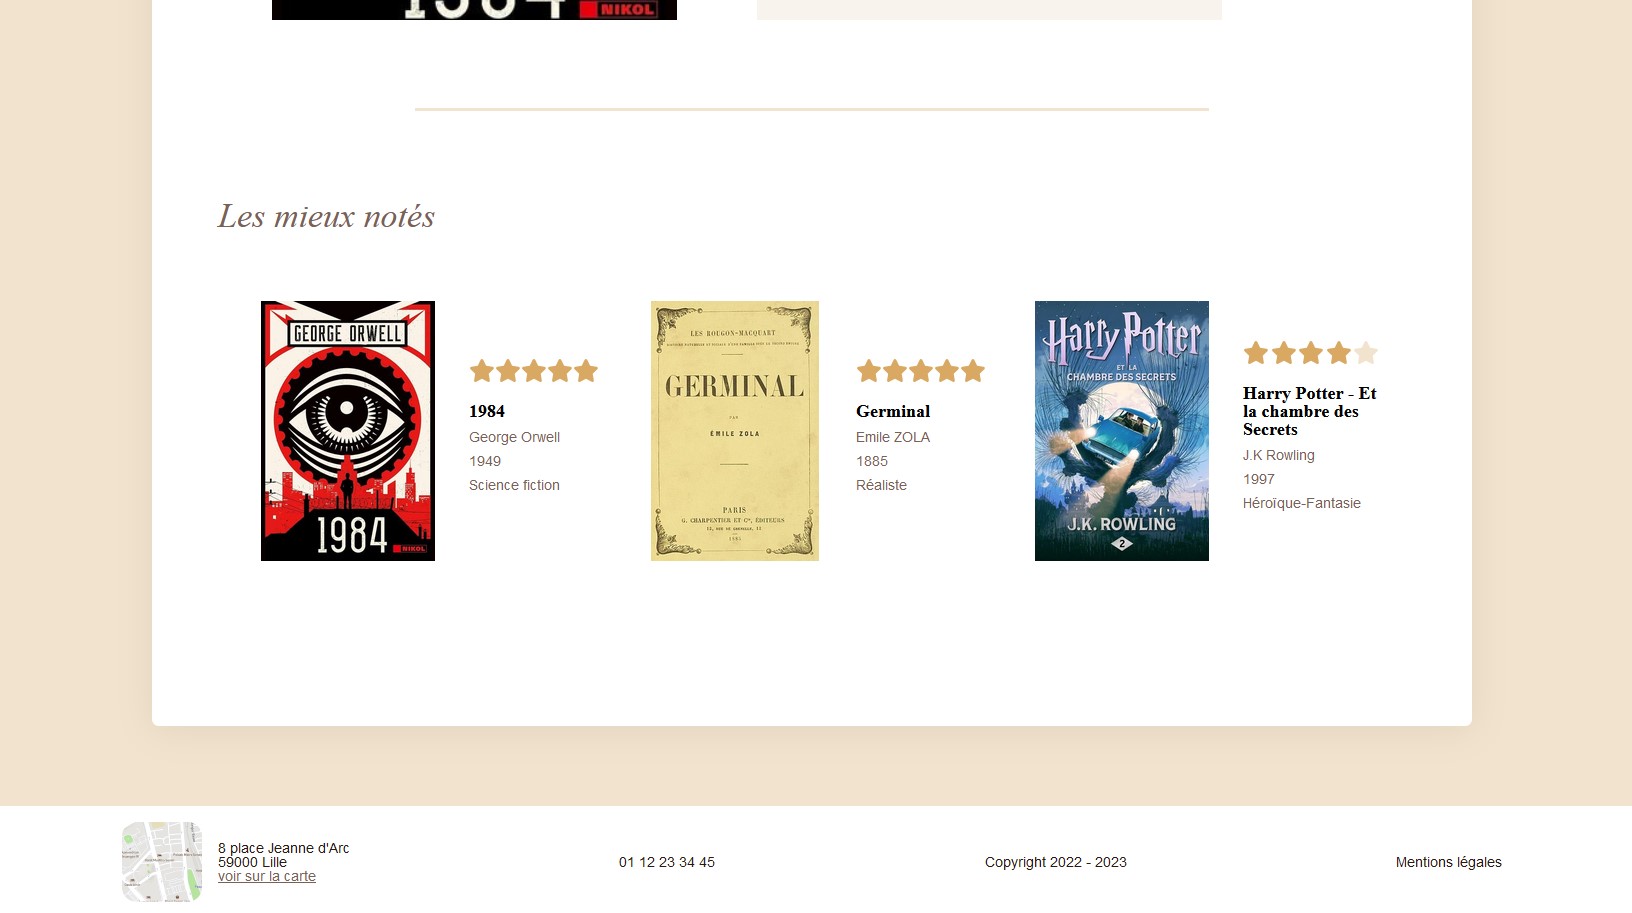 1984
NIKOL
Les mieux notés
GEORGE ORWELL
1984
NIKOL
1984
George Orwell
1949
Science fiction
LES ROUGON-MACQUART
GERMINAL
PAR
ÉMILE ZOLA
PARIS
G. CHARPENTIER ET Cie, ÉDITEURS
Germinal
Emile ZOLA
1885
Réaliste
Harry Potter
ET LA
CHAMBRE DES SECRETS
J.K. ROWLING
2
Harry Potter - Et
la chambre des
Secrets
J.K Rowling
1997
Héroïque-Fantasie
8 place Jeanne d'Arc
59000 Lille
voir sur la carte
01 12 23 34 45
Copyright 2022 - 2023
Mentions légales